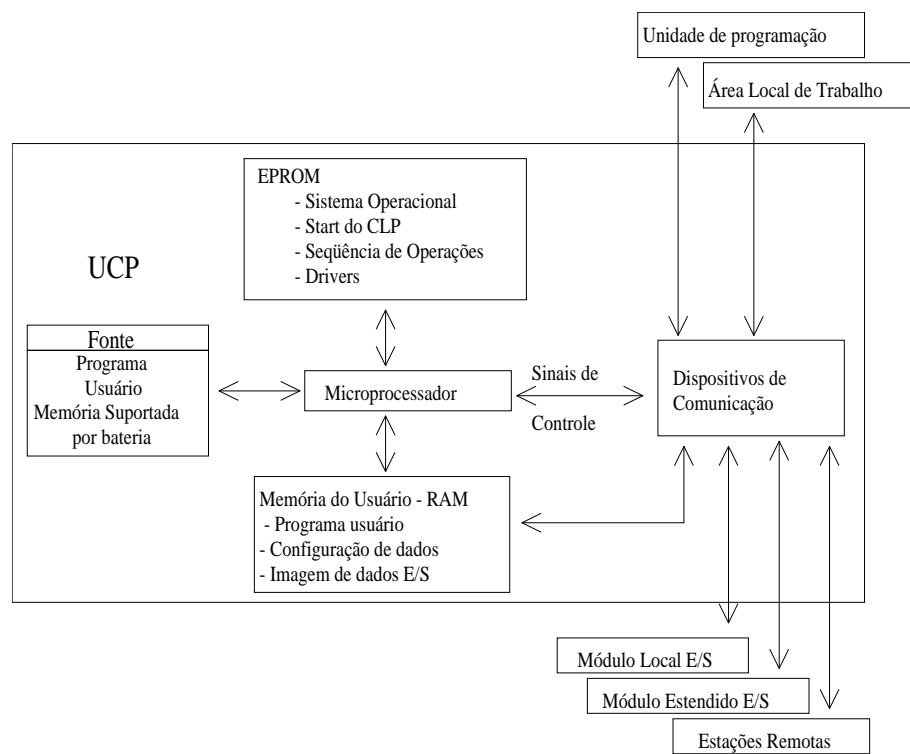 Unidade de programação
Área Local de Trabalho
EPROM
- Sistema Operacional
- Start do CLP
- Seqüência de Operações
- Drivers
UCP
Fonte
Programa
Usuário
Memória Suportada
por bateria
Microprocessador
Sinais de
Controle
Dispositivos de
Comunicação
Memória do Usuário - RAM
- Programa usuário
- Configuração de dados
- Imagem de dados E/S
Módulo Local E/S
Módulo Estendido E/S
Estações Remotas